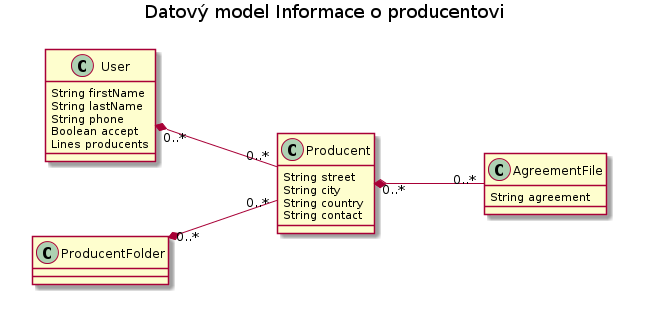 Datový model Informace o producentovi
C User
String firstName
String lastName
String phone
Boolean accept
Lines producents
0..*
0..*
C Producent
String street
String city
String country
String contact
0..*
0..*
C AgreementFile
String agreement
0..*
0..*
C ProducentFolder